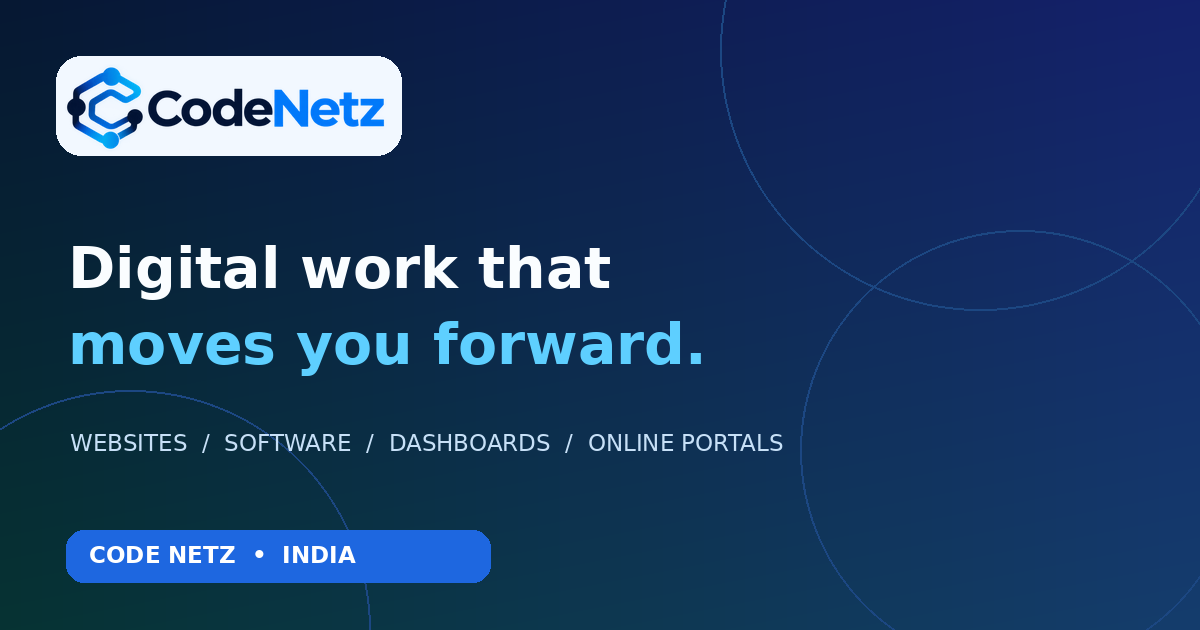 CodeNetz
Digital work that
moves you forward.
WEBSITES / SOFTWARE / DASHBOARDS / ONLINE PORTALS
CODE NETZ • INDIA